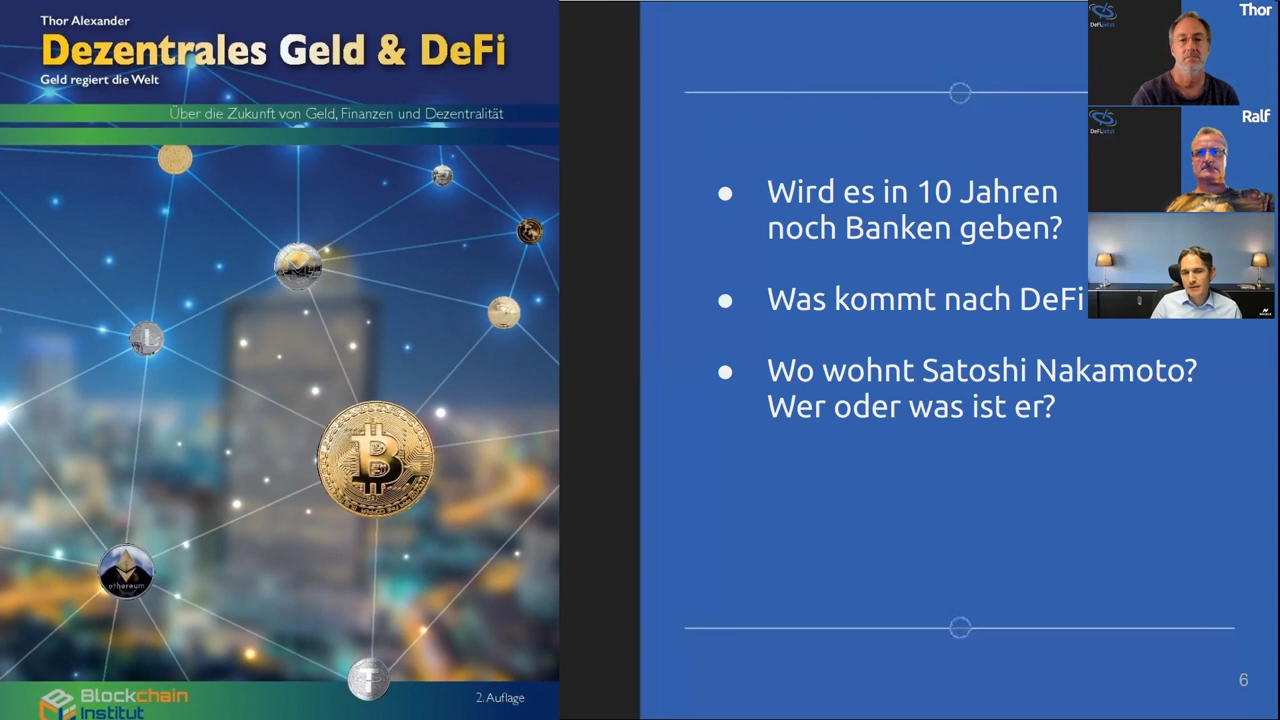 Thor Alexander
Dezentrales Geld & DeFi
Geld regiert die Welt
Über die Zukunft von Geld, Finanzen und Dezentralität
ethereum
Blockchain
Institut
2. Auflage
Wird es in 10 Jahren
noch Banken geben?
Was kommt nach DeFi
Wo wohnt Satoshi Nakamoto?
Wer oder was ist er?
6
Thor
DeFi
Ralf
DeFi